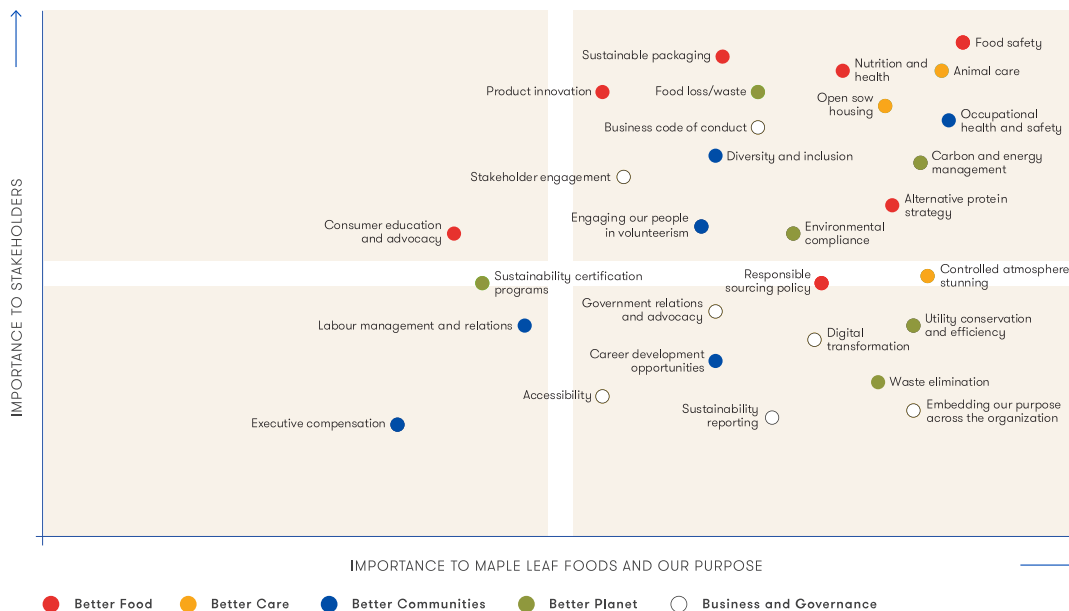 IMPORTANCE TO STAKEHOLDERS
Food safety
Sustainable packaging
Nutrition and
health
Animal care
Product innovation
Food loss/waste
Open sow
housing
Occupational
health and safety
Business code of conduct
Diversity and inclusion
Carbon and energy
management
Stakeholder engagement
Alternative protein
strategy
Engaging our people
in volunteerism
Consumer education
and advocacy
Environmental
compliance
Sustainability certification
programs
Responsible
sourcing policy
Controlled atmosphere
stunning
Government relations
and advocacy
Labour management and relations
Utility conservation
and efficiency
Digital
transformation
Career development
opportunities
Waste elimination
Accessibility
Sustainability
reporting
Embedding our purpose
across the organization
Executive compensation
IMPORTANCE TO MAPLE LEAF FOODS AND OUR PURPOSE
Better Food
Better Care
Better Communities
Better Planet
Business and Governance